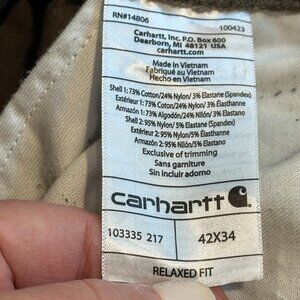 RN#14806
100423
Carhartt, Inc. P.O. Box 600
Dearborn, MI 48121 USA
carhartt.com
Made in Vietnam
Fabriqué au Vietnam
Hecho en Vietnam
Shell 1: 73% Cotton/24% Nylon/ 3% Elastane (Spandex)
Extérieur 1: 73% Coton/24% Nylon/ 3% Élasthanne
Armazón 1: 73% Algodón/24% Nilón/ 3% Elastano
Shell 2: 95% Nylon/5% Elastane (Spandex)
Extérieur 2: 95% Nylon/5% Élasthanne
Armazón 2: 95% Nilón/5% Elastano
Exclusive of trimming
Sans garniture
Sin incluir adorno
carhartt
103335 217
42X34
RELAXED FIT